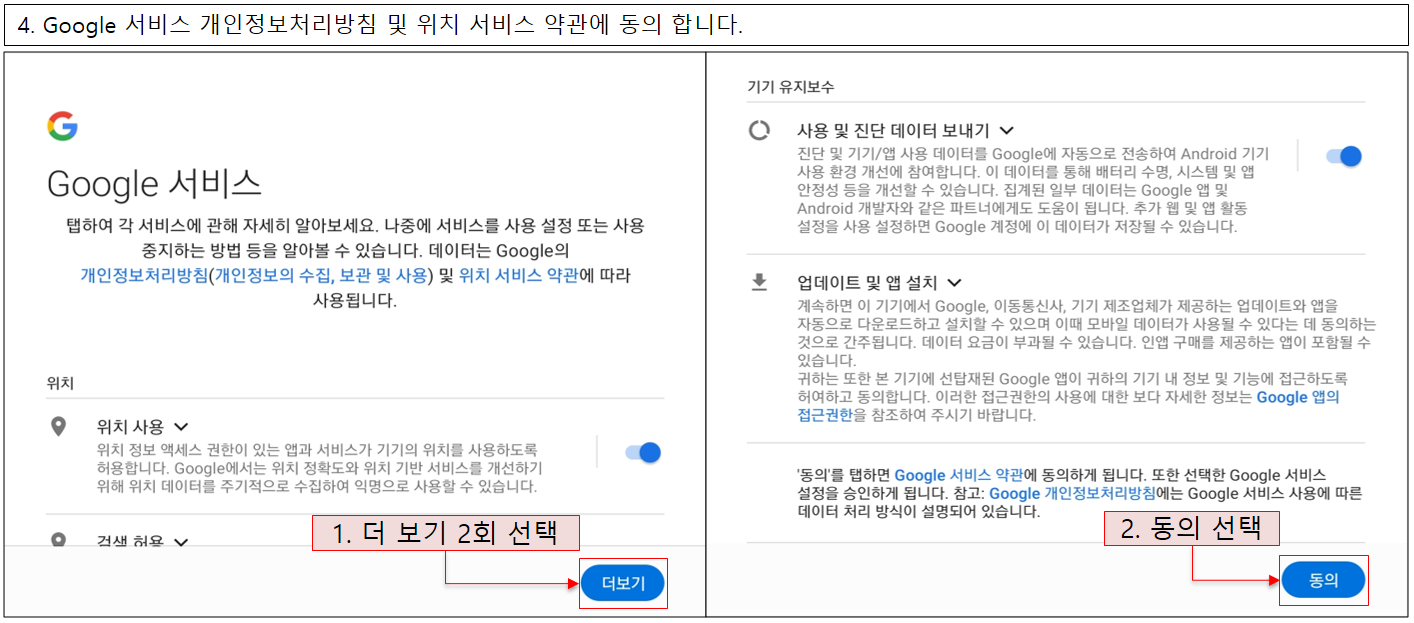 4. Google 서비스 개인정보처리방침 및 위치 서비스 약관에 동의 합니다.
Google 서비스
탭하여 각 서비스에 관해 자세히 알아보세요. 나중에 서비스를 사용 설정 또는 사용
중지하는 방법 등을 알아볼 수 있습니다. 데이터는 Google의
개인정보처리방침(개인정보의 수집, 보관 및 사용) 및 위치 서비스 약관에 따라
사용됩니다.
위치
위치 사용
위치 정보 액세스 권한이 있는 앱과 서비스가 기기의 위치를 사용하도록
허용합니다. Google에서는 위치 정확도와 위치 기반 서비스를 개선하기
위해 위치 데이터를 주기적으로 수집하여 익명으로 사용할 수 있습니다.
검색 허용
1. 더 보기 2회 선택
더보기
기기 유지보수
사용 및 진단 데이터 보내기
진단 및 기기/앱 사용 데이터를 Google에 자동으로 전송하여 Android 기기
사용 환경 개선에 참여합니다. 이 데이터를 통해 배터리 수명, 시스템 및 앱
안정성 등을 개선할 수 있습니다. 집계된 일부 데이터는 Google 앱 및
Android 개발자와 같은 파트너에게도 도움이 됩니다. 추가 웹 및 앱 활동
설정을 사용 설정하면 Google 계정에 이 데이터가 저장될 수 있습니다.
업데이트 및 앱 설치
계속하면 이 기기에서 Google, 이동통신사, 기기 제조업체가 제공하는 업데이트와 앱을
자동으로 다운로드하고 설치할 수 있으며 이때 모바일 데이터가 사용될 수 있다는 데 동의하는
것으로 간주됩니다. 데이터 요금이 부과될 수 있습니다. 인앱 구매를 제공하는 앱이 포함될 수
있습니다.
귀하는 또한 본 기기에 선탑재된 Google 앱이 귀하의 기기 내 정보 및 기능에 접근하도록
허여하고 동의합니다. 이러한 접근권한의 사용에 대한 보다 자세한 정보는 Google 앱의
접근권한을 참조하여 주시기 바랍니다.
'동의'를 탭하면 Google 서비스 약관에 동의하게 됩니다. 또한 선택한 Google 서비스
설정을 승인하게 됩니다. 참고: Google 개인정보처리방침에는 Google 서비스 사용에 따른
데이터 처리 방식이 설명되어 있습니다.
2. 동의 선택
동의